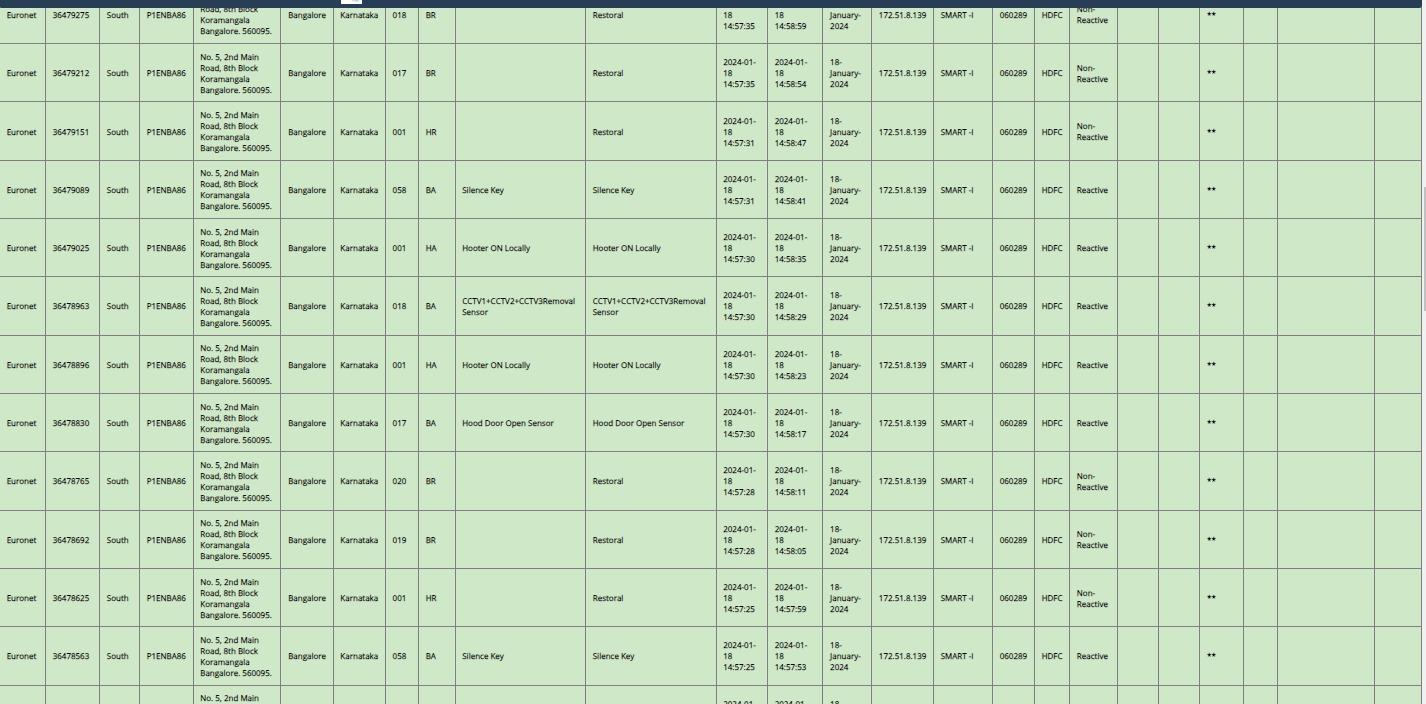 Euronet 36479275 South P1ENBA86 Road, 8th Block Koramangala Bangalore. 560095. Bangalore Karnataka 018 BR Restoral 18 14:57:35 18 14:58:59 January-2024 172.51.8.139 SMART -I 060289 HDFC Non-Reactive **
Euronet 36479212 South P1ENBA86 No. 5, 2nd Main Road, 8th Block Koramangala Bangalore. 560095. Bangalore Karnataka 017 BR Restoral 2024-01-18 14:57:35 2024-01-18 14:58:54 18-January-2024 172.51.8.139 SMART -I 060289 HDFC Non-Reactive **
Euronet 36479151 South P1ENBA86 No. 5, 2nd Main Road, 8th Block Koramangala Bangalore. 560095. Bangalore Karnataka 001 HR Restoral 2024-01-18 14:57:31 2024-01-18 14:58:47 18-January-2024 172.51.8.139 SMART -I 060289 HDFC Non-Reactive **
Euronet 36479089 South P1ENBA86 No. 5, 2nd Main Road, 8th Block Koramangala Bangalore. 560095. Bangalore Karnataka 058 BA Silence Key Silence Key 2024-01-18 14:57:31 2024-01-18 14:58:41 18-January-2024 172.51.8.139 SMART -I 060289 HDFC Reactive **
Euronet 36479025 South P1ENBA86 No. 5, 2nd Main Road, 8th Block Koramangala Bangalore. 560095. Bangalore Karnataka 001 HA Hooter ON Locally Hooter ON Locally 2024-01-18 14:57:30 2024-01-18 14:58:35 18-January-2024 172.51.8.139 SMART -I 060289 HDFC Reactive **
Euronet 36478963 South P1ENBA86 No. 5, 2nd Main Road, 8th Block Koramangala Bangalore. 560095. Bangalore Karnataka 018 BA CCTV1+CCTV2+CCTV3Removal Sensor CCTV1+CCTV2+CCTV3Removal Sensor 2024-01-18 14:57:30 2024-01-18 14:58:29 18-January-2024 172.51.8.139 SMART -I 060289 HDFC Reactive **
Euronet 36478896 South P1ENBA86 No. 5, 2nd Main Road, 8th Block Koramangala Bangalore. 560095. Bangalore Karnataka 001 HA Hooter ON Locally Hooter ON Locally 2024-01-18 14:57:30 2024-01-18 14:58:23 18-January-2024 172.51.8.139 SMART -I 060289 HDFC Reactive **
Euronet 36478830 South P1ENBA86 No. 5, 2nd Main Road, 8th Block Koramangala Bangalore. 560095. Bangalore Karnataka 017 BA Hood Door Open Sensor Hood Door Open Sensor 2024-01-18 14:57:30 2024-01-18 14:58:17 18-January-2024 172.51.8.139 SMART -I 060289 HDFC Reactive **
Euronet 36478765 South P1ENBA86 No. 5, 2nd Main Road, 8th Block Koramangala Bangalore. 560095. Bangalore Karnataka 020 BR Restoral 2024-01-18 14:57:28 2024-01-18 14:58:11 18-January-2024 172.51.8.139 SMART -I 060289 HDFC Non-Reactive **
Euronet 36478692 South P1ENBA86 No. 5, 2nd Main Road, 8th Block Koramangala Bangalore. 560095. Bangalore Karnataka 019 BR Restoral 2024-01-18 14:57:28 2024-01-18 14:58:05 18-January-2024 172.51.8.139 SMART -I 060289 HDFC Non-Reactive **
Euronet 36478625 South P1ENBA86 No. 5, 2nd Main Road, 8th Block Koramangala Bangalore. 560095. Bangalore Karnataka 001 HR Restoral 2024-01-18 14:57:25 2024-01-18 14:57:59 18-January-2024 172.51.8.139 SMART -I 060289 HDFC Non-Reactive **
Euronet 36478563 South P1ENBA86 No. 5, 2nd Main Road, 8th Block Koramangala Bangalore. 560095. Bangalore Karnataka 058 BA Silence Key Silence Key 2024-01-18 14:57:25 2024-01-18 14:57:53 18-January-2024 172.51.8.139 SMART -I 060289 HDFC Reactive **
No. 5, 2nd Main